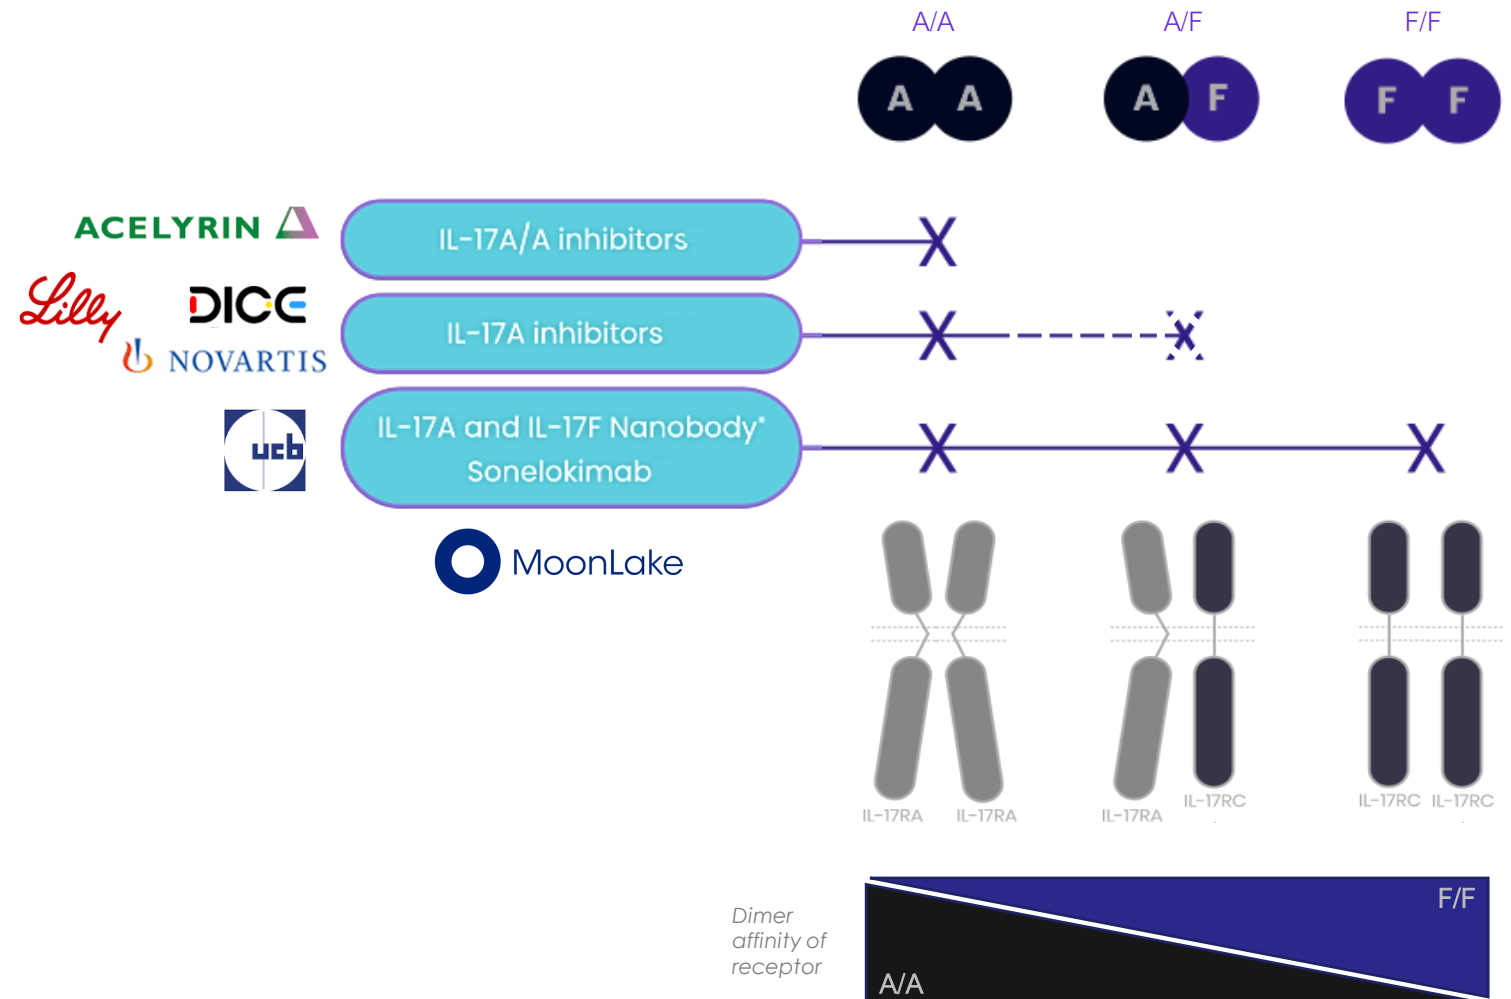 A/A
A/F
F/F
A A
A F
F F
ACELYRIN
IL-17A/A inhibitors
Lilly
DICE
NOVARTIS
IL-17A inhibitors
ucb
IL-17A and IL-17F Nanobody®
Sonelokimab
MoonLake
IL-17RA
IL-17RA
IL-17RA
IL-17RC
IL-17RC
IL-17RC
Dimer
affinity of
receptor
F/F
A/A